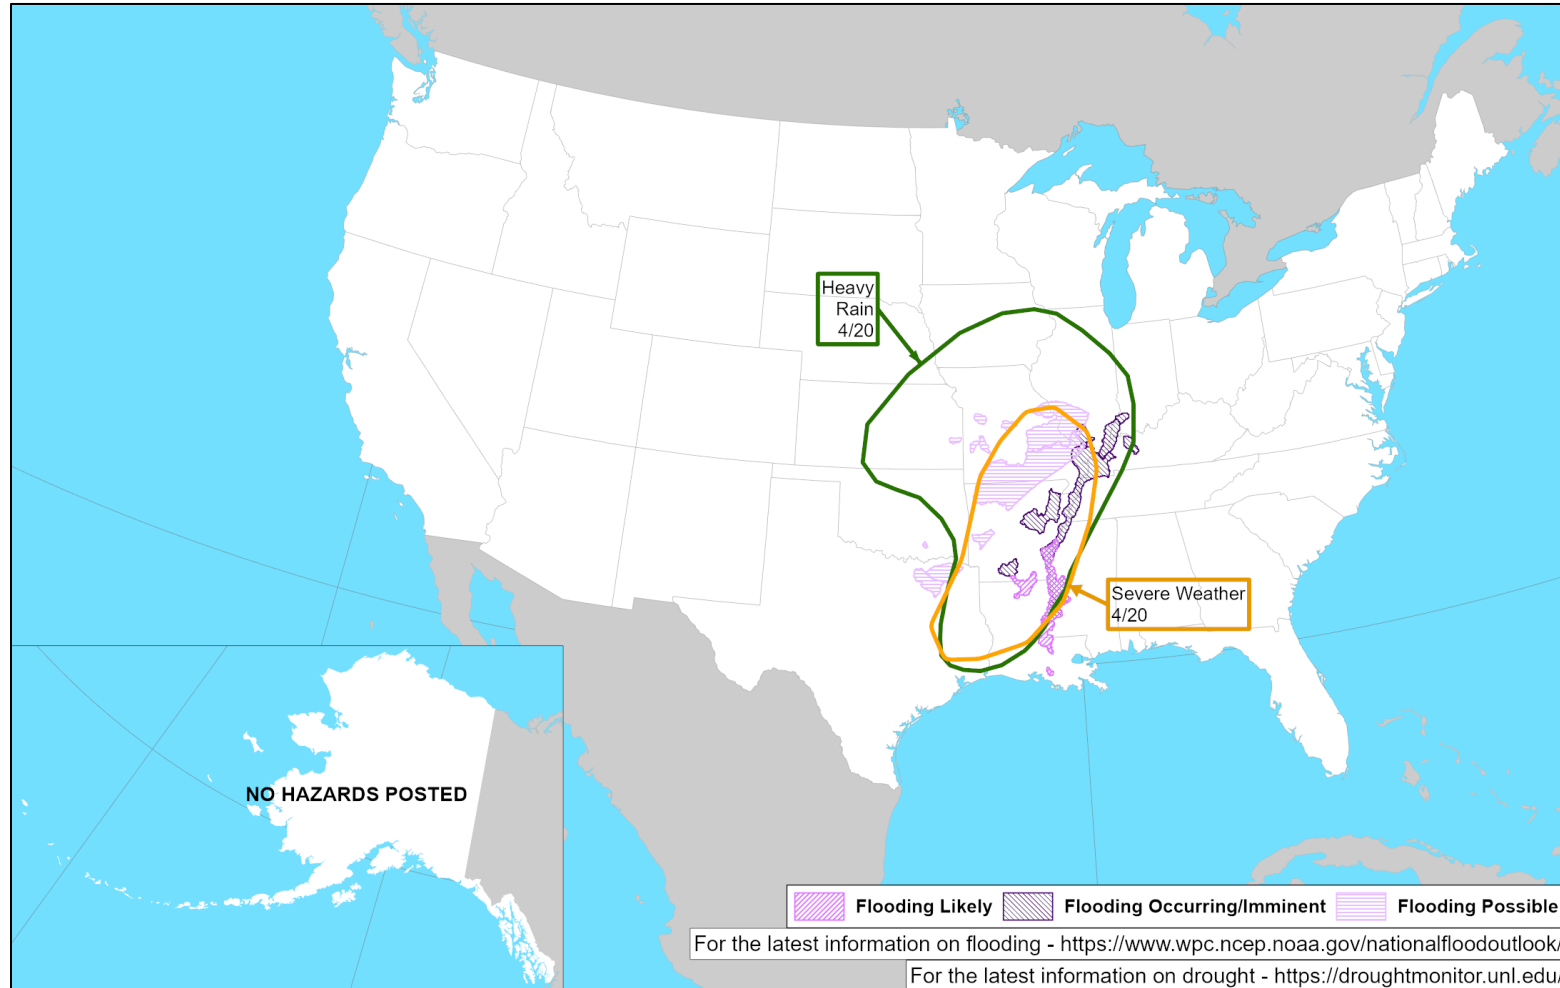 Heavy
Rain
4/20
Severe Weather
4/20
NO HAZARDS POSTED
Flooding Likely
Flooding Occurring/Imminent
Flooding Possible
For the latest information on flooding - https://www.wpc.ncep.noaa.gov/nationalfloodoutlook/
For the latest information on drought - https://droughtmonitor.unl.edu/